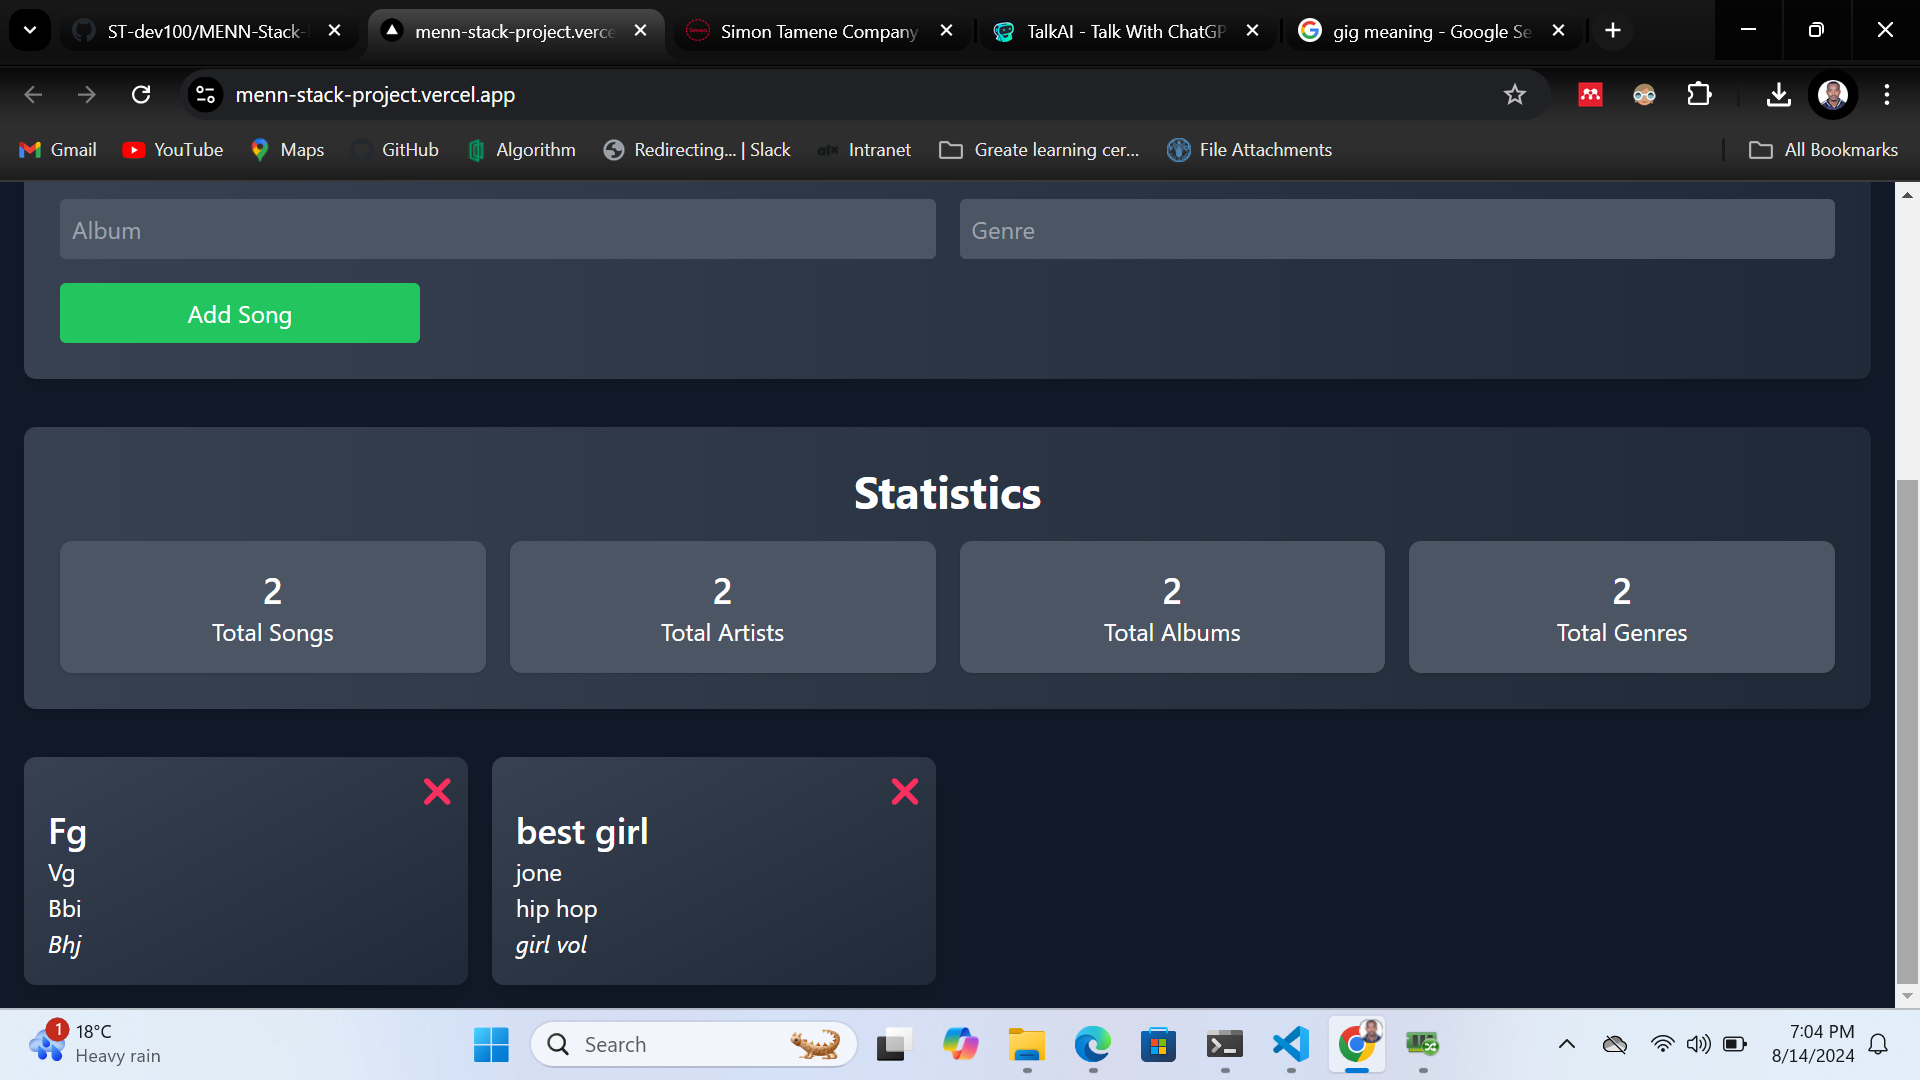 ST-dev100/MENN-Stack-
menn-stack-project.verce
Simon Tamene Company
TalkAI - Talk With ChatGP
gig meaning - Google Se
menn-stack-project.vercel.app
Gmail
YouTube
Maps
GitHub
Algorithm
Redirecting... | Slack
Intranet
Greate learning cer...
File Attachments
All Bookmarks
Album
Genre
Add Song
Statistics
2
Total Songs
2
Total Artists
2
Total Albums
2
Total Genres
Fg
Vg
Bbi
Bhj
best girl
jone
hip hop
girl vol
1
18°C
Heavy rain
Search
7:04 PM
8/14/2024